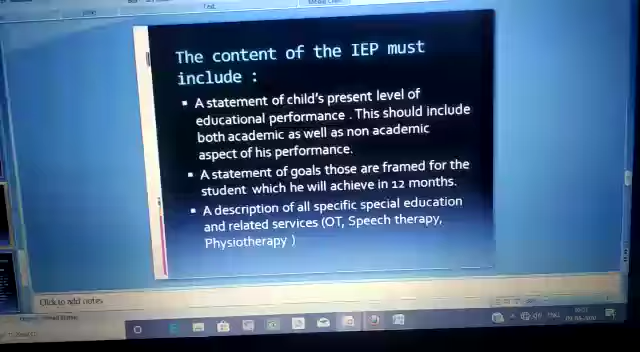 The content of the IEP must
include :
A statement of child's present level of
educational performance . This should include
both academic as well as non academic
aspect of his performance.
A statement of goals those are framed for the
student which he will achieve in 12 months.
A description of all specific special education
and related services (OT, Speech therapy,
Physiotherapy )
Click to add notes